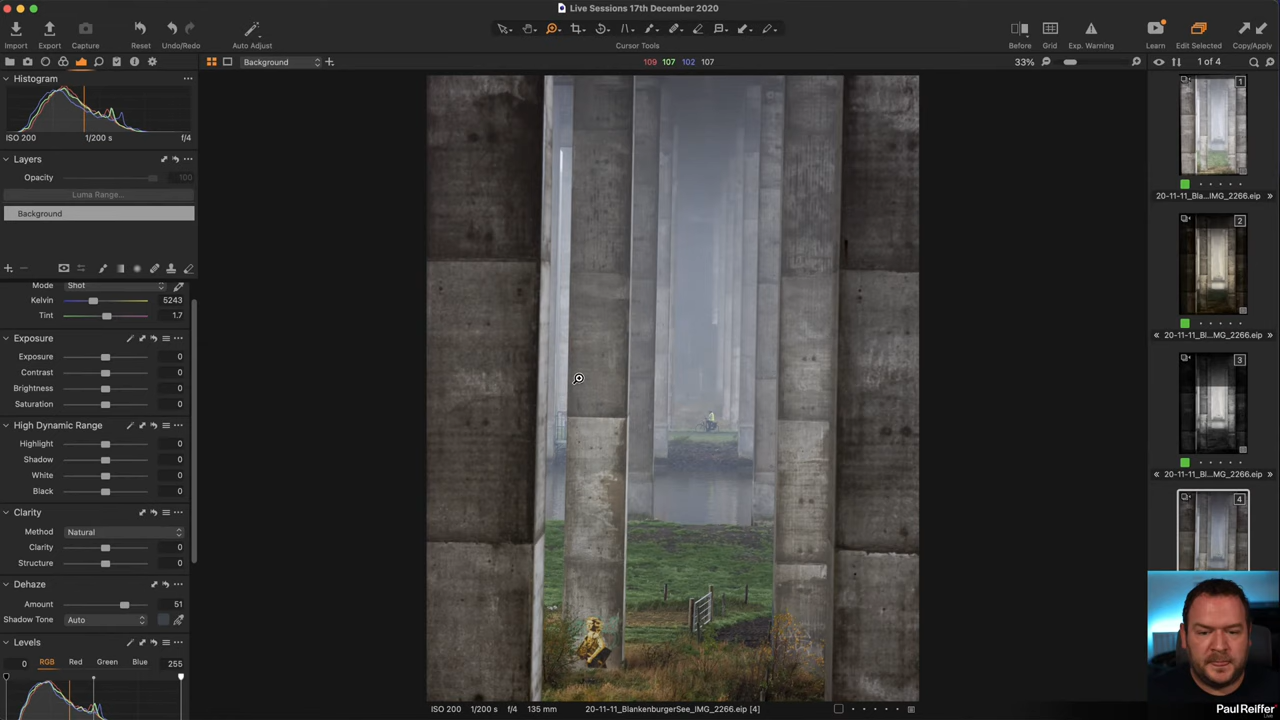 Live Sessions 17th December 2020
Import
Export
Capture
Reset
Undo/Redo
Auto Adjust
Cursor Tools
Before
Grid
Exp. Warning
Learn
Edit Selected
Copy/Apply
Background
109 107 102 107
33%
1 of 4
Histogram
ISO 200 1/200 s f/4
Layers
Opacity 100
Luma Range...
Background
Mode Shot
Kelvin 5243
Tint 1.7
Exposure
Exposure 0
Contrast 0
Brightness 0
Saturation 0
High Dynamic Range
Highlight 0
Shadow 0
White 0
Black 0
Clarity
Method Natural
Clarity 0
Structure 0
Dehaze
Amount 51
Shadow Tone Auto
Levels
0 RGB Red Green Blue 255
1
20-11-11_Bla...IMG_2266.eip
2
20-11-11_Bl...IMG_2266.eip
3
20-11-11_Bl...IMG_2266.eip
4
ISO 200 1/200 s f/4 135 mm 20-11-11_BlankenburgerSee_IMG_2266.eip [4]
Paul Reiffer Live